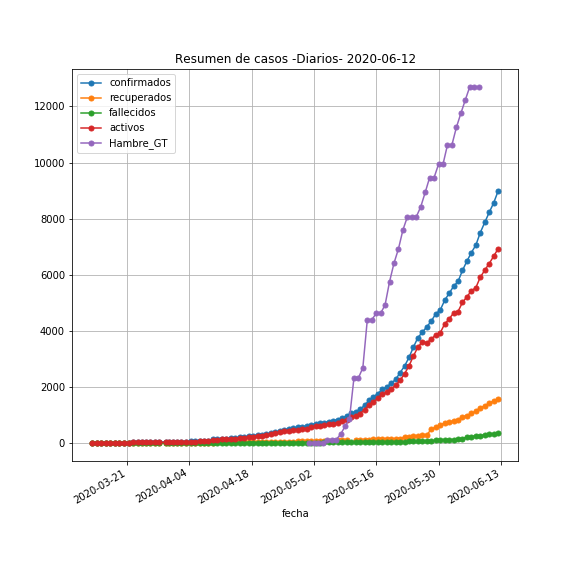 Resumen de casos -Diarios- 2020-06-12
confirmados
recuperados
fallecidos
activos
Hambre_GT
12000
10000
8000
6000
4000
2000
0
2020-03-21
2020-04-04
2020-04-18
2020-05-02
2020-05-16
2020-05-30
2020-06-13
fecha